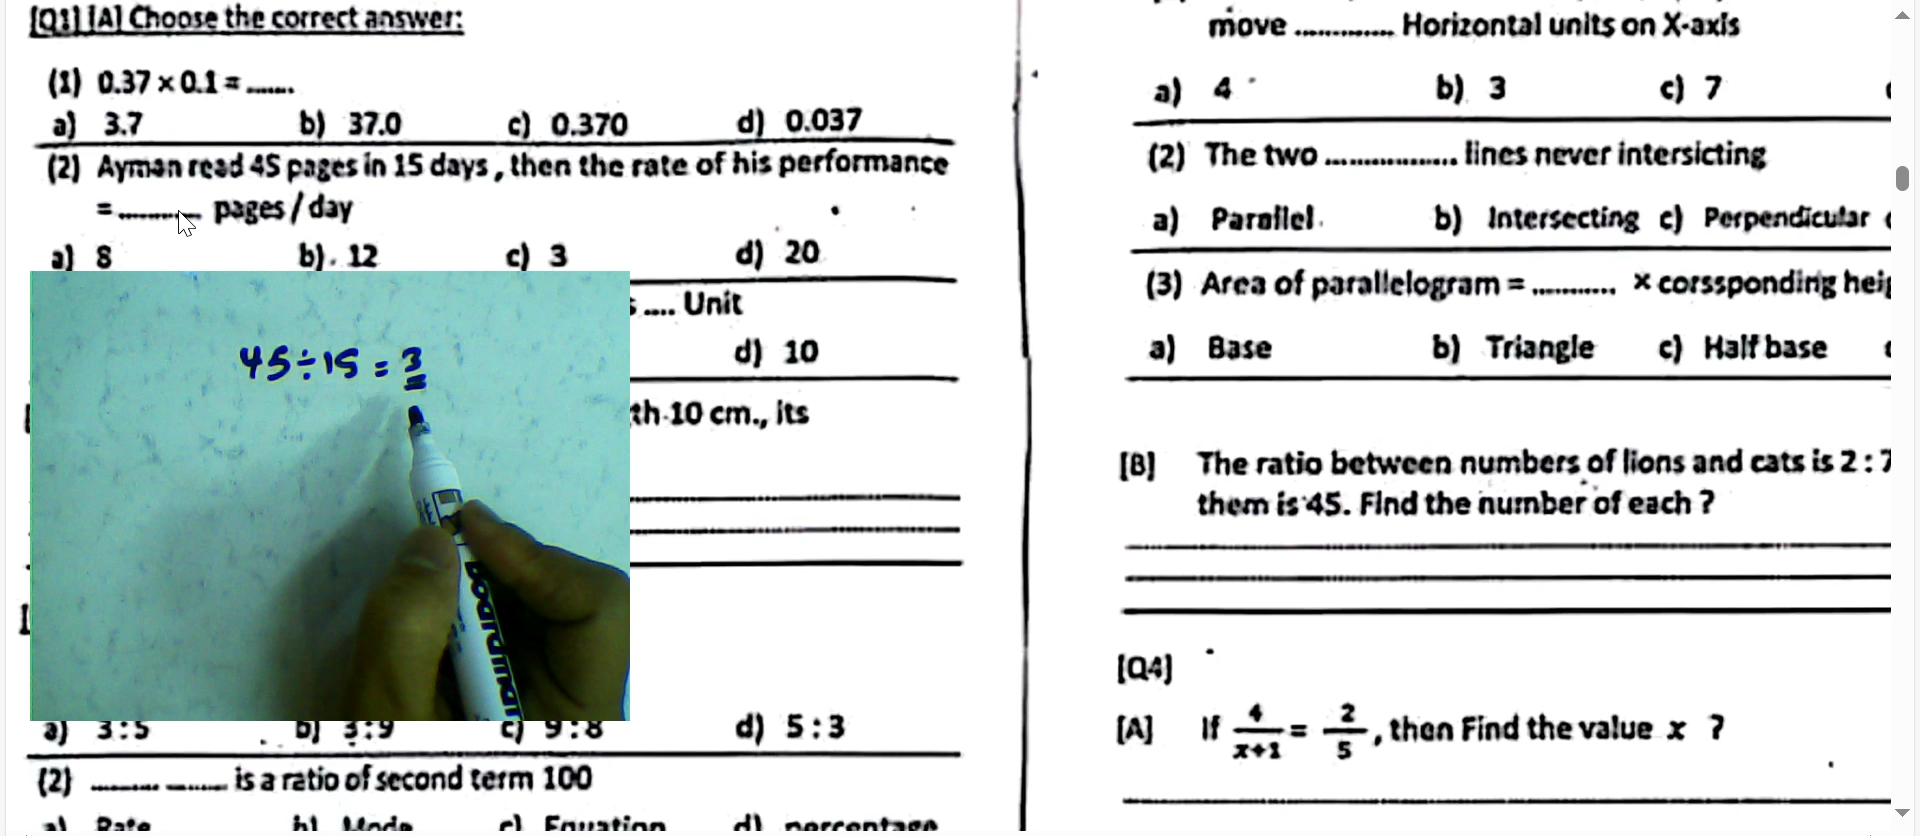 [Q1] [A] Choose the correct answer:
(1) 0.37 × 0.1 = .......
a) 3.7 b) 37.0 c) 0.370 d) 0.037
(2) Ayman read 45 pages in 15 days , then the rate of his performance
= ............ pages / day
a) 8 b) 12 c) 3 d) 20
.... Unit
d) 10
10 cm., its
45 ÷ 15 = 3
a) 3 : 5 b) 3 : 9 c) 9 : 8 d) 5 : 3
(2) .................. is a ratio of second term 100
a) Rate b) Mode c) Equation d) percentage
move .............. Horizontal units on X-axis
a) 4 b) 3 c) 7
(2) The two .................. lines never intersicting
a) Parallel b) Intersecting c) Perpendicular
(3) Area of parallelogram = ............ × corssponding
a) Base b) Triangle c) Half base
[B] The ratio between numbers of lions and cats is 2 : 7
them is 45. Find the number of each ?
[Q4]
[A] If 4/x+1 = 2/5 , then Find the value x ?